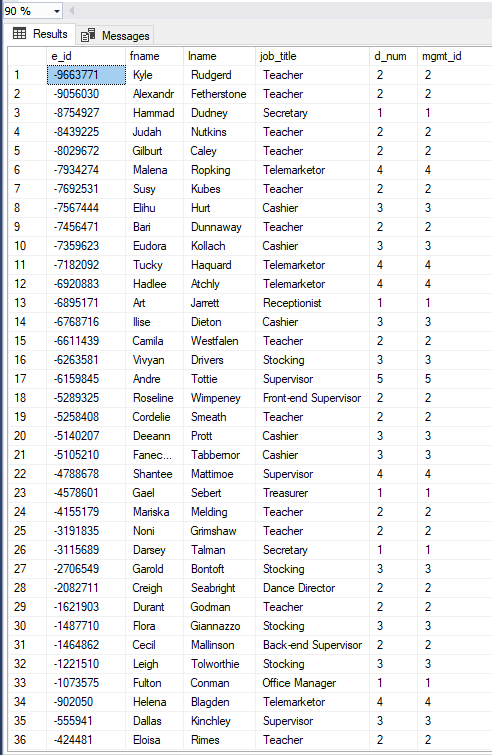 90 %
Results Messages
e_id fname lname job_title d_num mgmt_id
1 -9663771 Kyle Rudgerd Teacher 2 2
2 -9056030 Alexandr Fetherstone Teacher 2 2
3 -8754927 Hammad Dudney Secretary 1 1
4 -8439225 Judah Nutkins Teacher 2 2
5 -8029672 Gilburt Caley Teacher 2 2
6 -7934274 Malena Ropking Telemarketor 4 4
7 -7692531 Susy Kubes Teacher 2 2
8 -7567444 Elihu Hurt Cashier 3 3
9 -7456471 Bari Dunnaway Teacher 2 2
10 -7359623 Eudora Kollach Cashier 3 3
11 -7182092 Tucky Haquard Telemarketor 4 4
12 -6920883 Hadlee Atchly Telemarketor 4 4
13 -6895171 Art Jarrett Receptionist 1 1
14 -6768716 Ilise Dieton Cashier 3 3
15 -6611439 Camila Westfalen Teacher 2 2
16 -6263581 Vivyan Drivers Stocking 3 3
17 -6159845 Andre Tottie Supervisor 5 5
18 -5289325 Roseline Wimpeney Front-end Supervisor 2 2
19 -5258408 Cordelie Smeath Teacher 2 2
20 -5140207 Deeann Prott Cashier 3 3
21 -5105210 Fanec... Tabbernor Cashier 3 3
22 -4788678 Shantee Mattimoe Supervisor 4 4
23 -4578601 Gael Sebert Treasurer 1 1
24 -4155179 Mariska Melding Teacher 2 2
25 -3191835 Noni Grimshaw Teacher 2 2
26 -3115689 Darsey Talman Secretary 1 1
27 -2706549 Garold Bontoft Stocking 3 3
28 -2082711 Creigh Seabright Dance Director 2 2
29 -1621903 Durant Godman Teacher 2 2
30 -1487710 Flora Giannazzo Stocking 3 3
31 -1464862 Cecil Mallinson Back-end Supervisor 2 2
32 -1221510 Leigh Tolworthie Stocking 3 3
33 -1073575 Fulton Conman Office Manager 1 1
34 -902050 Helena Blagden Telemarketor 4 4
35 -555941 Dallas Kinchley Supervisor 3 3
36 -424481 Eloisa Rimes Teacher 2 2